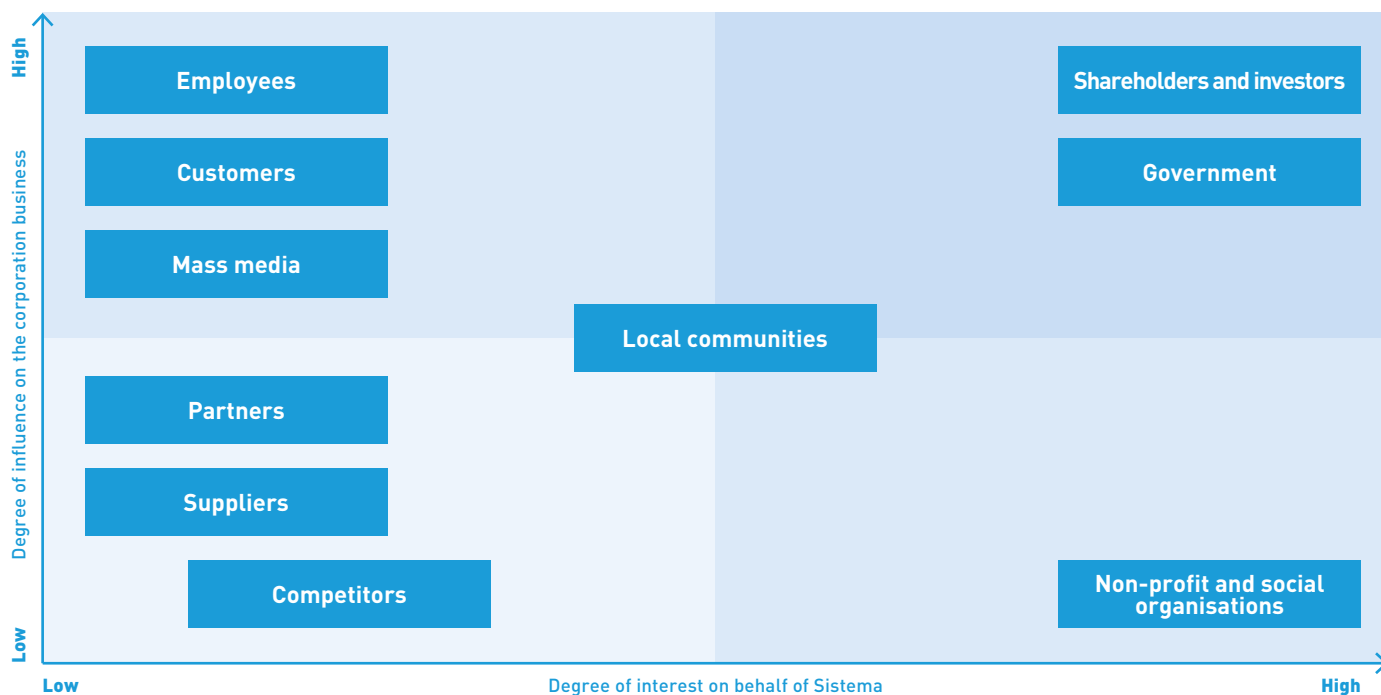 High
Degree of influence on the corporation business
Low
Employees
Shareholders and investors
Customers
Government
Mass media
Local communities
Partners
Suppliers
Competitors
Non-profit and social
organisations
Low
Degree of interest on behalf of Sistema
High